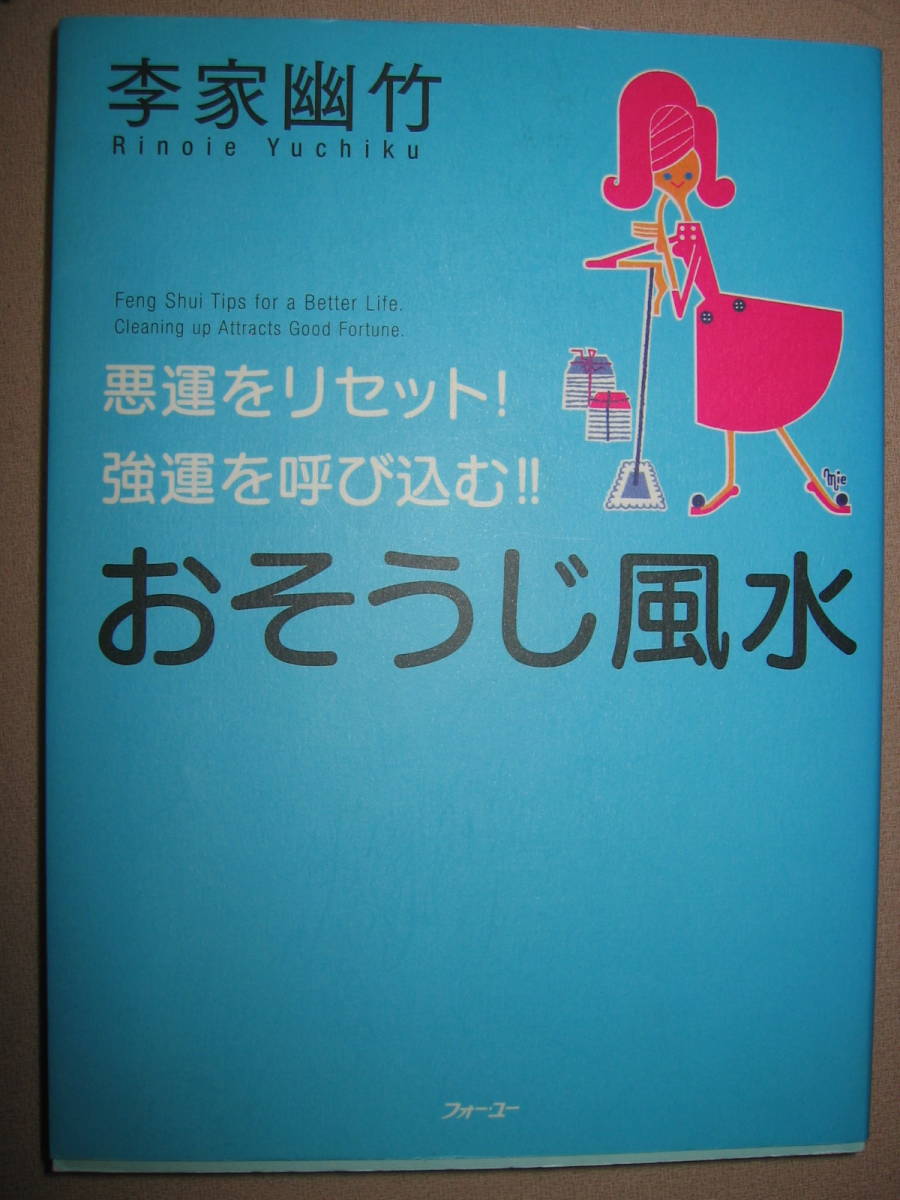 李家幽竹
Rinoie Yuchiku
Feng Shui Tips for a Better Life.
Cleaning up Attracts Good Fortune.
悪運をリセット!
強運を呼び込む!!
おそうじ風水
mie
フォー・ユー